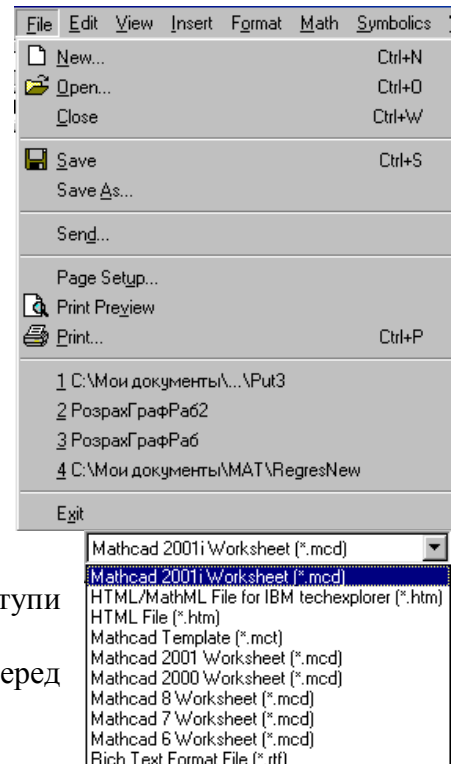 File Edit View Insert Format Math Symbolics
New... Ctrl+N
Open... Ctrl+O
Close Ctrl+W
Save Ctrl+S
Save As...
Send...
Page Setup...
Print Preview
Print... Ctrl+P
1 C:\Мои документы\...\Put3
2 РозрахГрафРаб2
3 РозрахГрафРаб
4 C:\Мои документы\MAT\RegresNew
Exit
Mathcad 2001i Worksheet (*.mcd)
Mathcad 2001i Worksheet (*.mcd)
тупи HTML/MathML File for IBM techexplorer (*.htm)
HTML File (*.htm)
Mathcad Template (*.mct)
еред Mathcad 2001 Worksheet (*.mcd)
Mathcad 2000 Worksheet (*.mcd)
Mathcad 8 Worksheet (*.mcd)
Mathcad 7 Worksheet (*.mcd)
Mathcad 6 Worksheet (*.mcd)
Rich Text Format File (*.rtf)